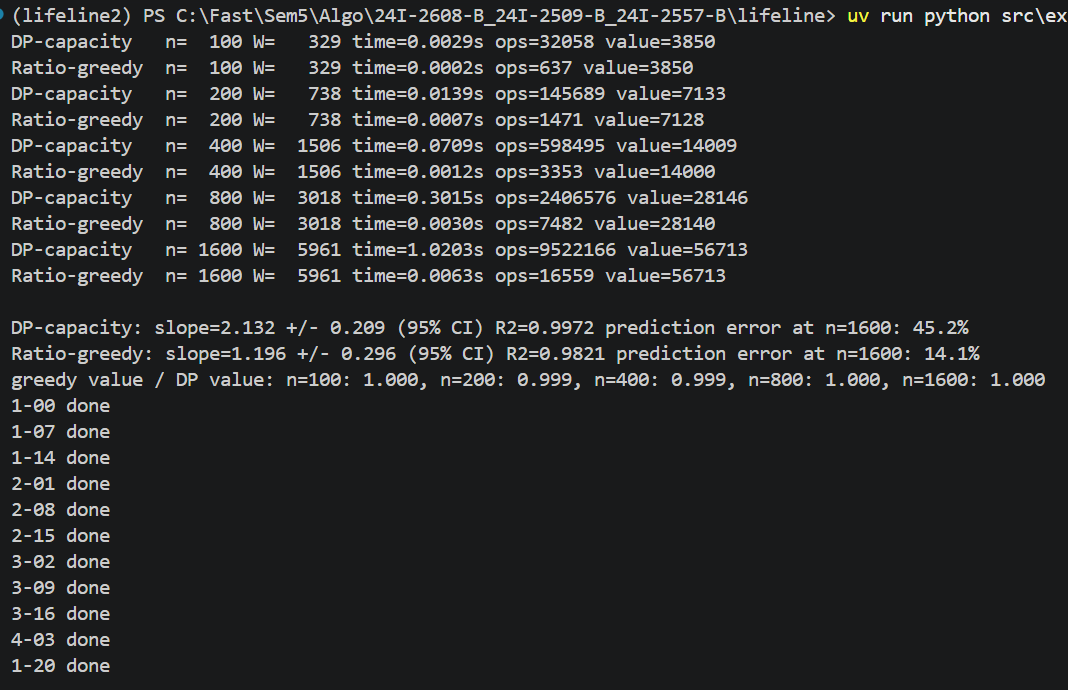 (lifeline2) PS C:\Fast\Sem5\Algo\24I-2608-B_24I-2509-B_24I-2557-B\lifeline> uv run python src\ex
DP-capacity   n=  100 W=   329 time=0.0029s ops=32058 value=3850
Ratio-greedy  n=  100 W=   329 time=0.0002s ops=637 value=3850
DP-capacity   n=  200 W=   738 time=0.0139s ops=145689 value=7133
Ratio-greedy  n=  200 W=   738 time=0.0007s ops=1471 value=7128
DP-capacity   n=  400 W=  1506 time=0.0709s ops=598495 value=14009
Ratio-greedy  n=  400 W=  1506 time=0.0012s ops=3353 value=14000
DP-capacity   n=  800 W=  3018 time=0.3015s ops=2406576 value=28146
Ratio-greedy  n=  800 W=  3018 time=0.0030s ops=7482 value=28140
DP-capacity   n= 1600 W=  5961 time=1.0203s ops=9522166 value=56713
Ratio-greedy  n= 1600 W=  5961 time=0.0063s ops=16559 value=56713

DP-capacity: slope=2.132 +/- 0.209 (95% CI) R2=0.9972 prediction error at n=1600: 45.2%
Ratio-greedy: slope=1.196 +/- 0.296 (95% CI) R2=0.9821 prediction error at n=1600: 14.1%
greedy value / DP value: n=100: 1.000, n=200: 0.999, n=400: 0.999, n=800: 1.000, n=1600: 1.000
1-00 done
1-07 done
1-14 done
2-01 done
2-08 done
2-15 done
3-02 done
3-09 done
3-16 done
4-03 done
1-20 done